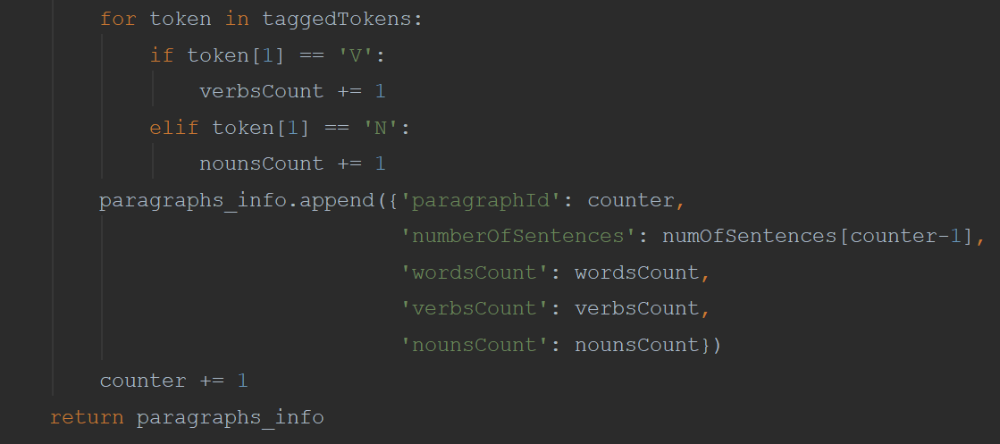 for token in taggedTokens:
if token[1] == 'V':
verbsCount += 1
elif token[1] == 'N':
nounsCount += 1
paragraphs_info.append({'paragraphId': counter,
'numberOfSentences': numOfSentences[counter-1],
'wordsCount': wordsCount,
'verbsCount': verbsCount,
'nounsCount': nounsCount})
counter += 1
return paragraphs_info